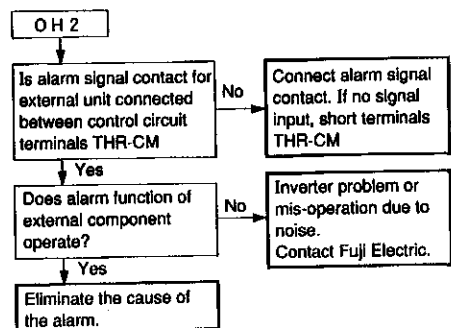 OH2
Is alarm signal contact for
external unit connected
between control circuit
terminals THR-CM
No
Connect alarm signal
contact. If no signal
input, short terminals
THR-CM
Yes
Does alarm function of
external component
operate?
No
Inverter problem or
mis-operation due to
noise.
Contact Fuji Electric.
Yes
Eliminate the cause of
the alarm.